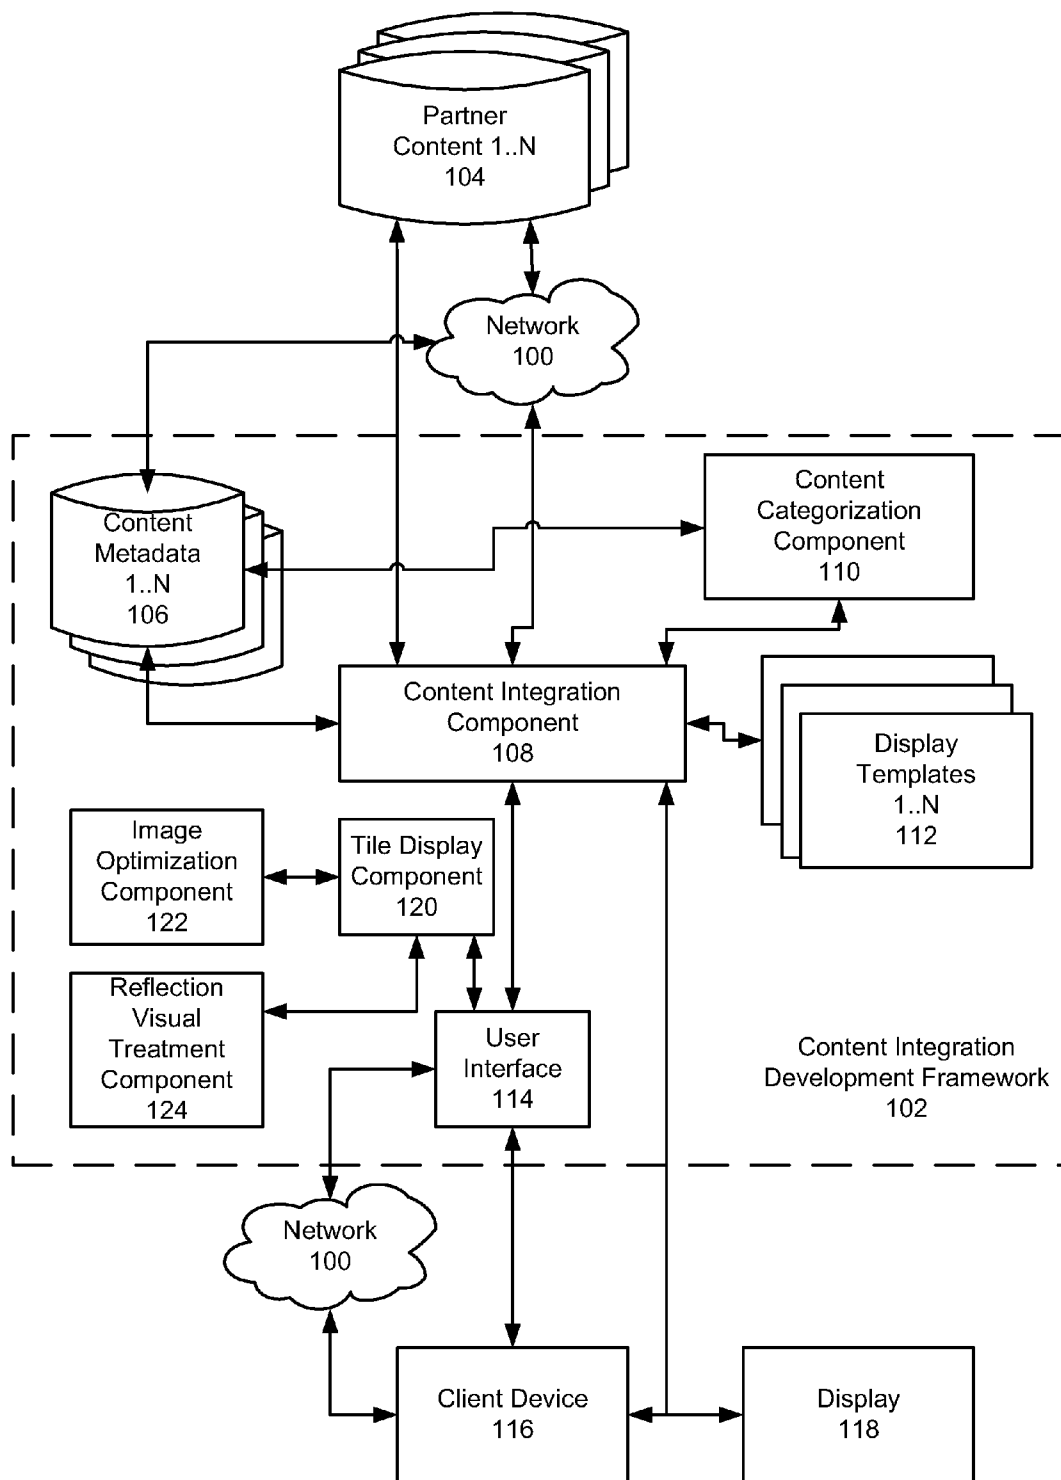 Partner
Content 1..N
104
Network
100
Content
Metadata
1..N
106
Content
Categorization
Component
110
Content Integration
Component
108
Display
Templates
1..N
112
Image
Optimization
Component
122
Tile Display
Component
120
Reflection
Visual
Treatment
Component
124
User
Interface
114
Content Integration
Development Framework
102
Network
100
Client Device
116
Display
118